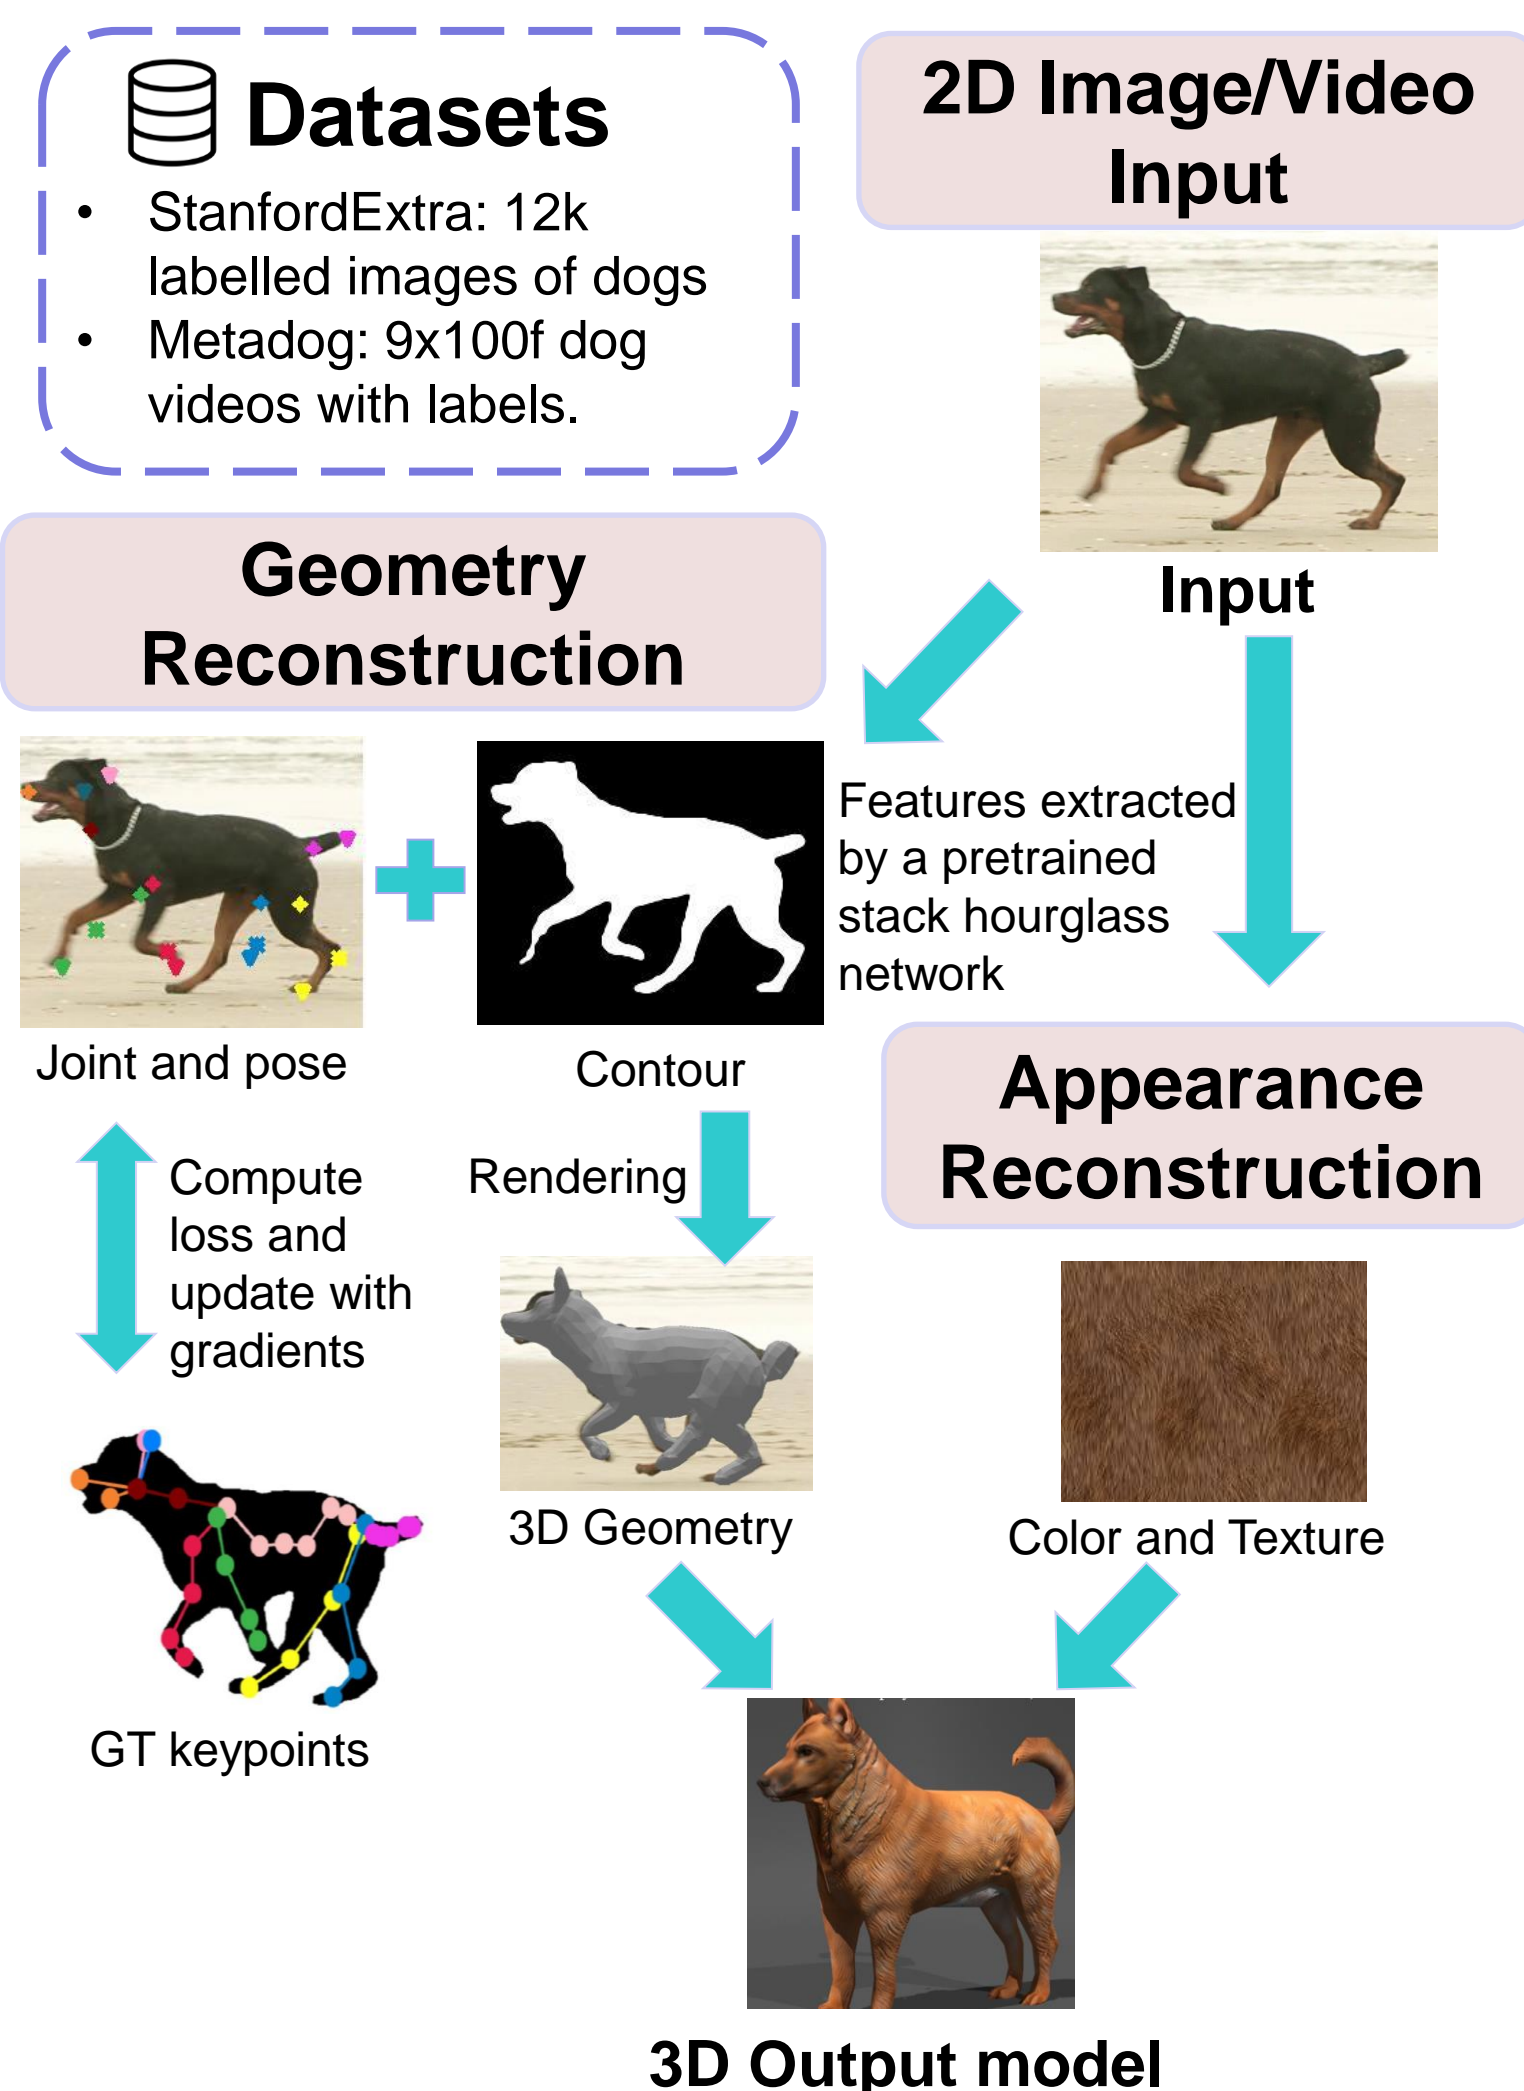 Datasets
• StanfordExtra: 12k
labelled images of dogs
• Metadog: 9x100f dog
videos with labels.
2D Image/Video
Input
Input
Geometry
Reconstruction
Features extracted
by a pretrained
stack hourglass
network
Joint and pose
Contour
Appearance
Reconstruction
Compute
loss and
update with
gradients
Rendering
3D Geometry
Color and Texture
GT keypoints
3D Output model